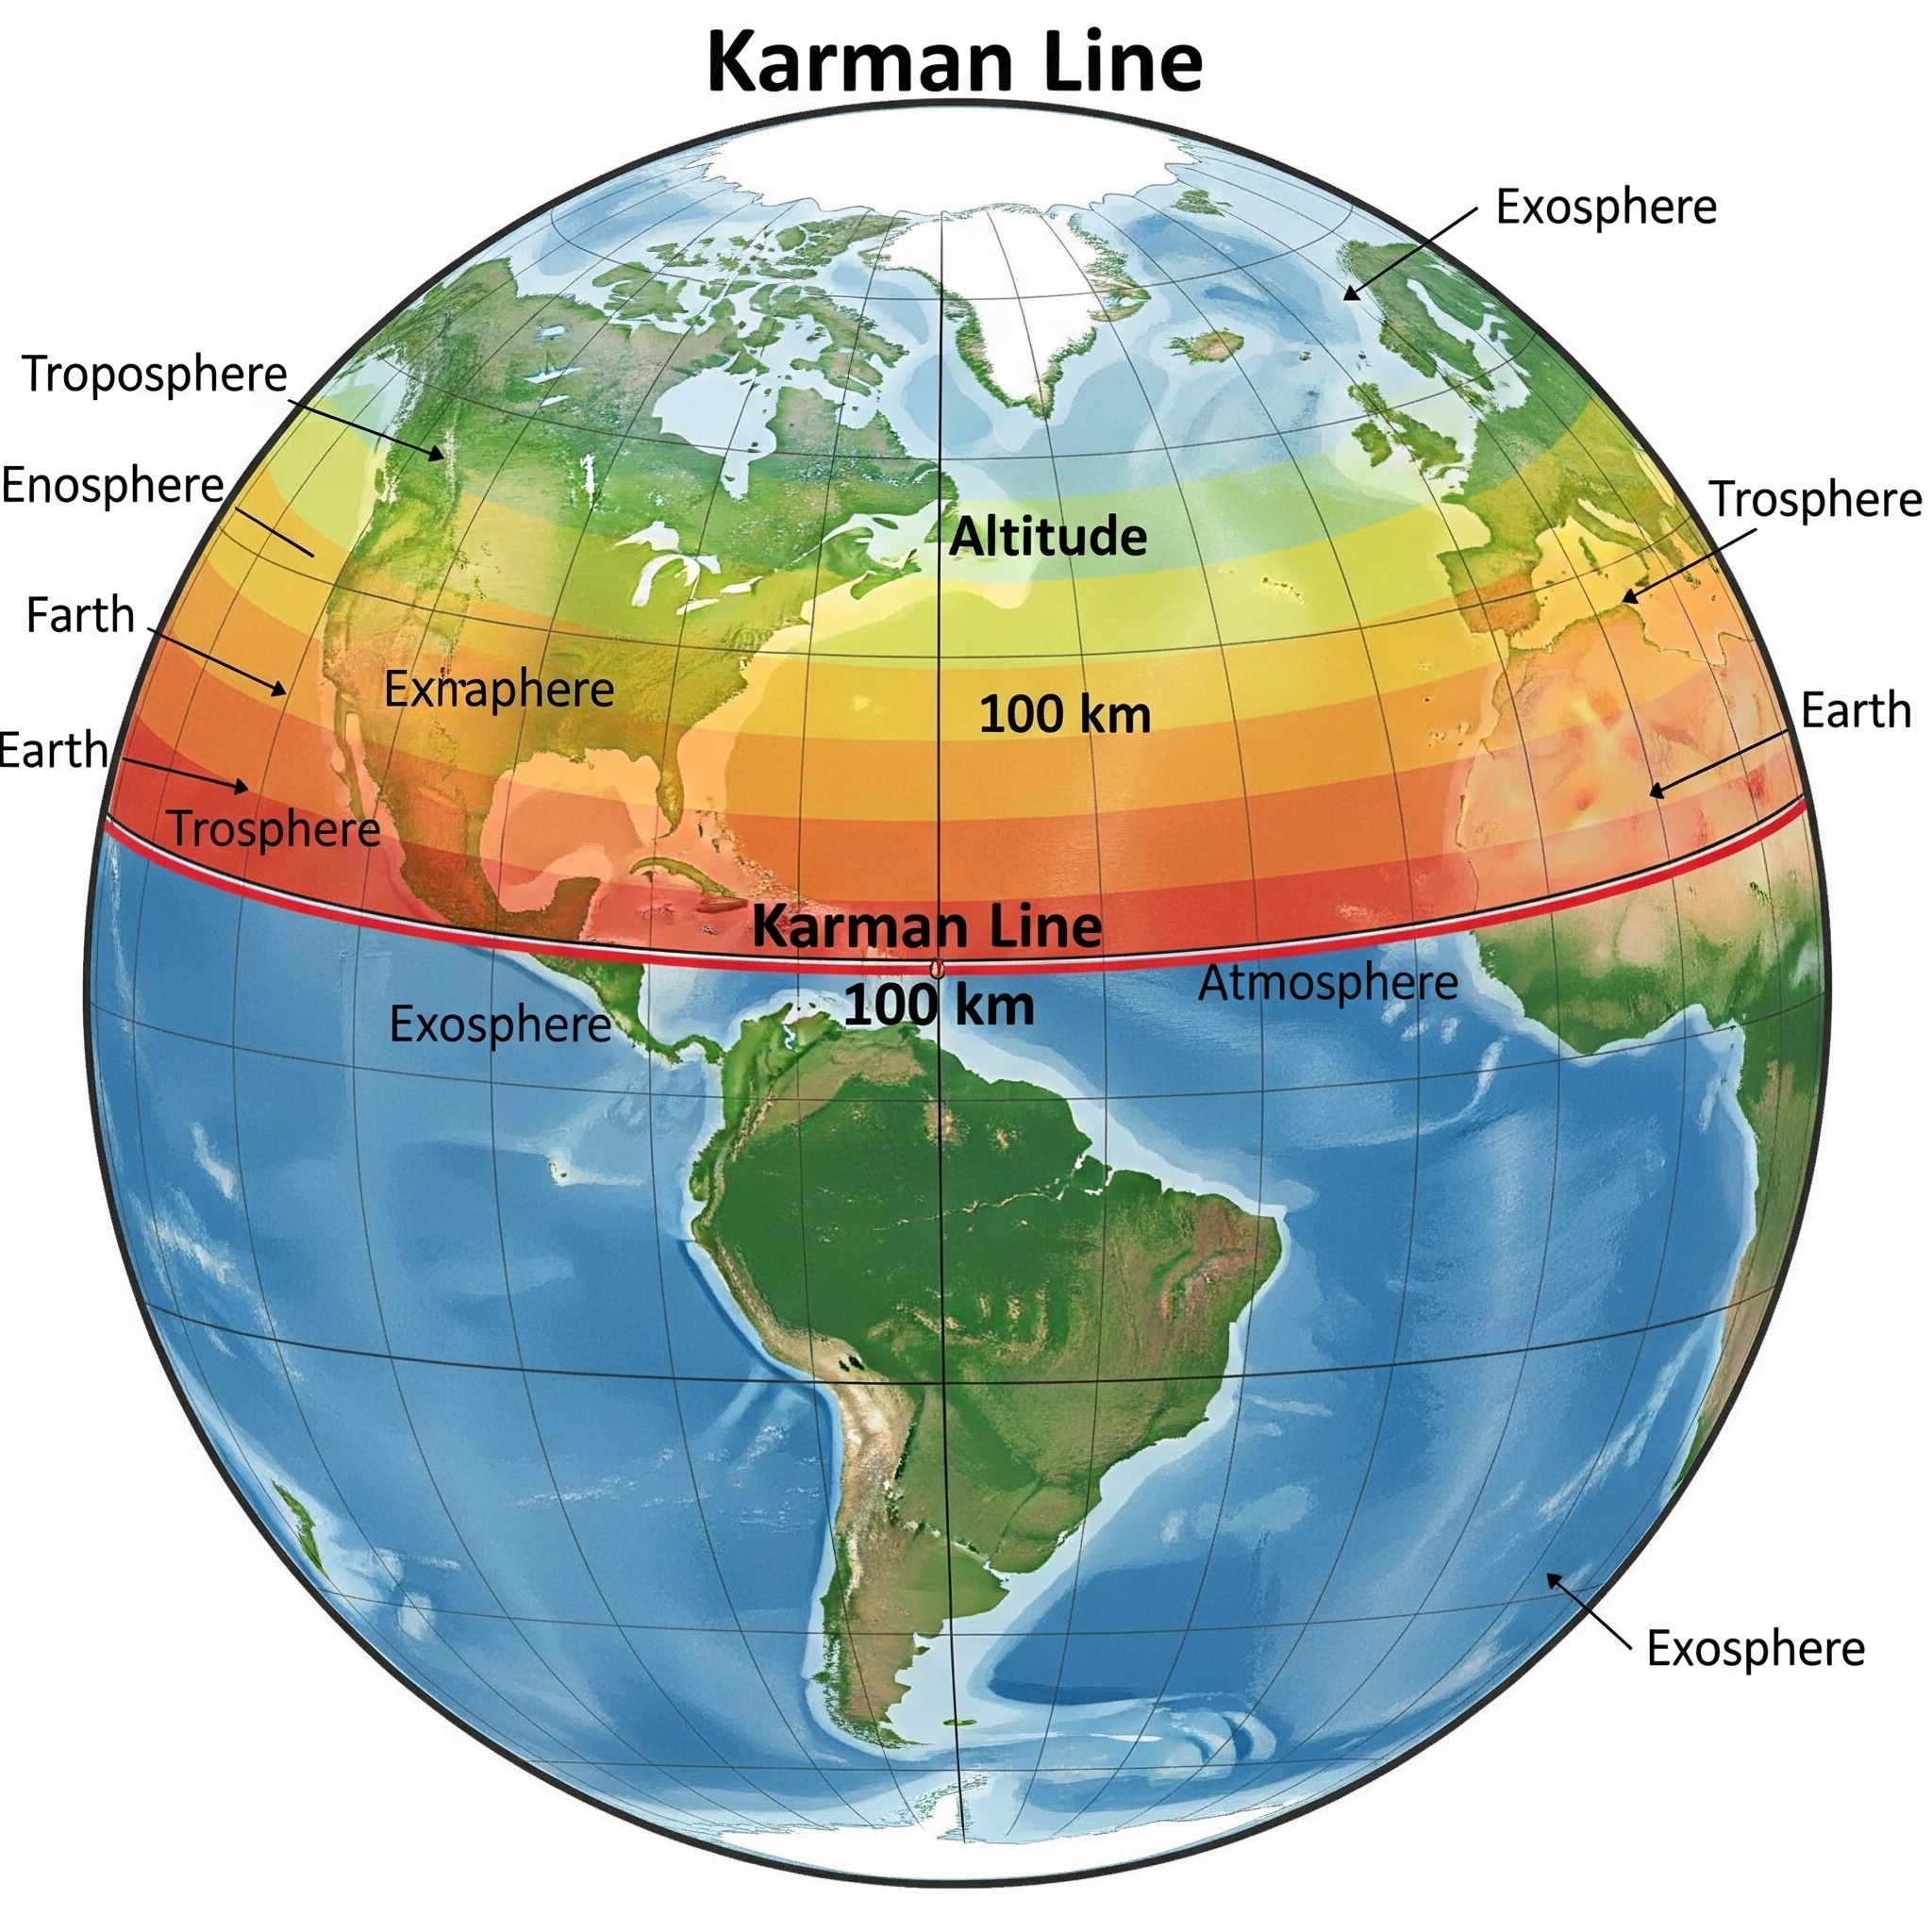 Karman Line
Exosphere
Troposphere
Enosphere
Trosphere
Altitude
Farth
Exmaphere
100 km
Earth
Earth
Trosphere
Karman Line
Atmosphere
100 km
Exosphere
Exosphere